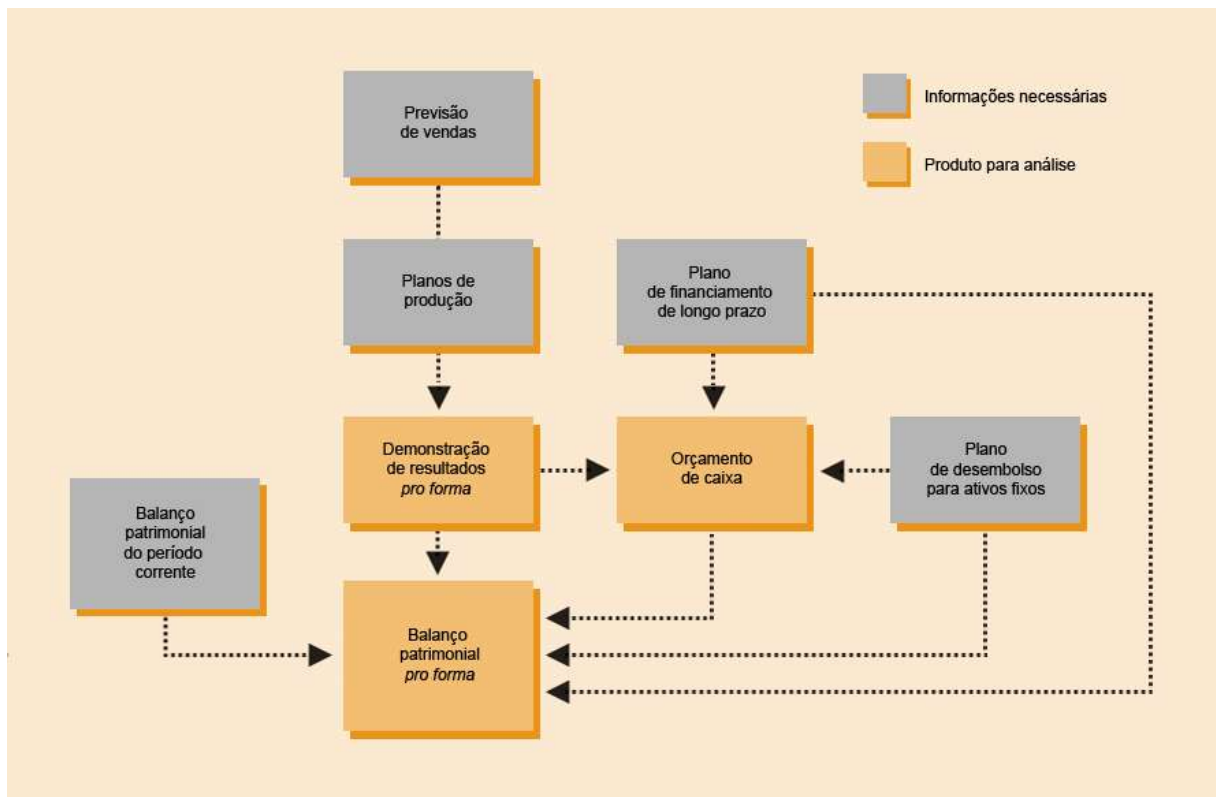 Previsão
de vendas
Informações necessárias
Produto para análise
Planos de
produção
Plano
de financiamento
de longo prazo
Demonstração
de resultados
pro forma
Orçamento
de caixa
Plano
de desembolso
para ativos fixos
Balanço
patrimonial
do período
corrente
Balanço
patrimonial
pro forma